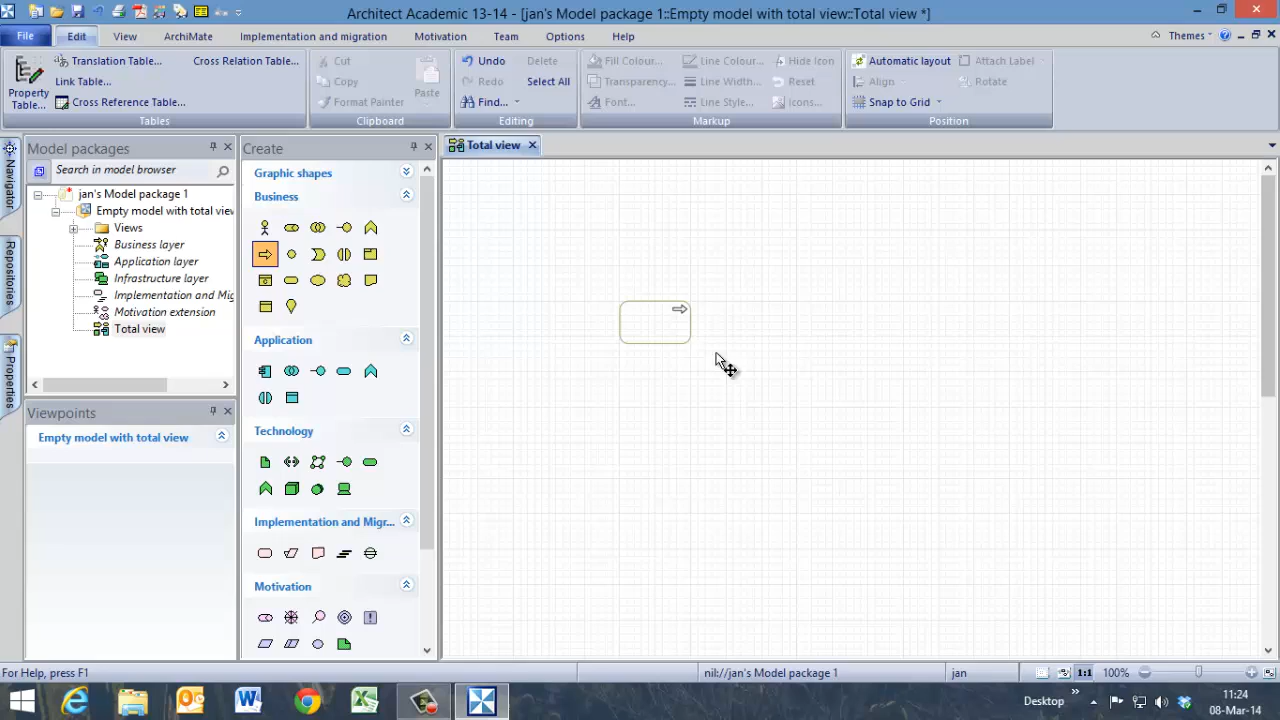 Architect Academic 13-14 - [jan's Model package 1::Empty model with total view::Total view *]
File Edit View ArchiMate Implementation and migration Motivation Team Options Help Themes
Property Table...
Translation Table...
Cross Relation Table...
Link Table...
Cross Reference Table...
Tables
Cut
Copy
Format Painter
Paste
Clipboard
Undo
Redo
Find...
Delete
Select All
Editing
Fill Colour...
Transparency...
Font...
Line Colour...
Line Width...
Line Style...
Hide Icon
Reset
Icons...
Markup
Automatic layout
Align
Snap to Grid
Attach Label
Rotate
Position
Navigator
Repositories
Properties
Model packages
Search in model browser
jan's Model package 1
Empty model with total view
Views
Business layer
Application layer
Infrastructure layer
Implementation and Mig
Motivation extension
Total view
Viewpoints
Empty model with total view
Create
Graphic shapes
Business
Application
Technology
Implementation and Migr...
Motivation
Total view
For Help, press F1
nil://jan's Model package 1
jan
1:1
100%
Desktop
11:24
08-Mar-14